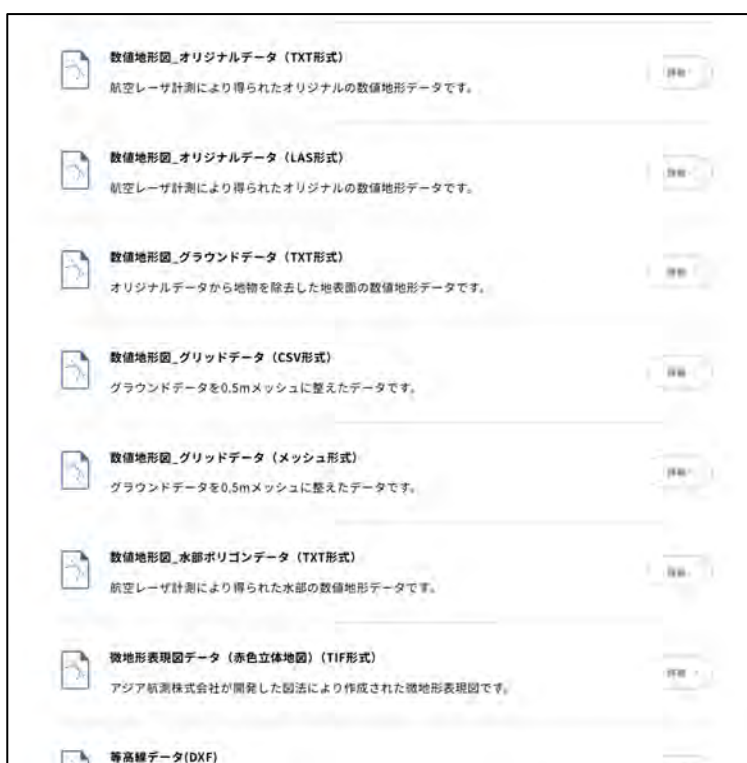 数値地形図_オリジナルデータ（TXT形式）
航空レーザ計測により得られたオリジナルの数値地形データです。
数値地形図_オリジナルデータ（LAS形式）
航空レーザ計測により得られたオリジナルの数値地形データです。
数値地形図_グラウンドデータ（TXT形式）
オリジナルデータから地物を除去した地表面の数値地形データです。
数値地形図_グリッドデータ（CSV形式）
グラウンドデータを0.5mメッシュに整えたデータです。
数値地形図_グリッドデータ（メッシュ形式）
グラウンドデータを0.5mメッシュに整えたデータです。
数値地形図_水部ポリゴンデータ（TXT形式）
航空レーザ計測により得られた水部の数値地形データです。
微地形表現図データ（赤色立体地図）（TIF形式）
アジア航測株式会社が開発した図法により作成された微地形表現図です。
等高線データ(DXF)